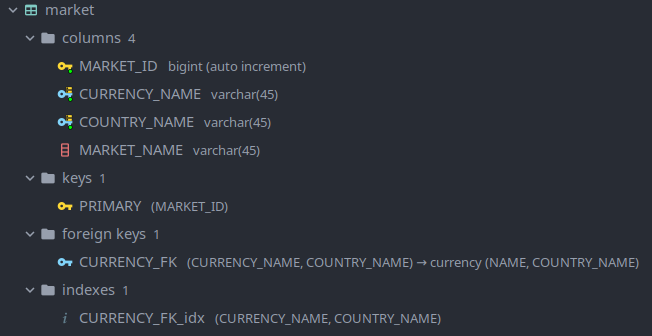 market
columns 4
MARKET_ID bigint (auto increment)
CURRENCY_NAME varchar(45)
COUNTRY_NAME varchar(45)
MARKET_NAME varchar(45)
keys 1
PRIMARY (MARKET_ID)
foreign keys 1
CURRENCY_FK (CURRENCY_NAME, COUNTRY_NAME) → currency (NAME, COUNTRY_NAME)
indexes 1
i CURRENCY_FK_idx (CURRENCY_NAME, COUNTRY_NAME)